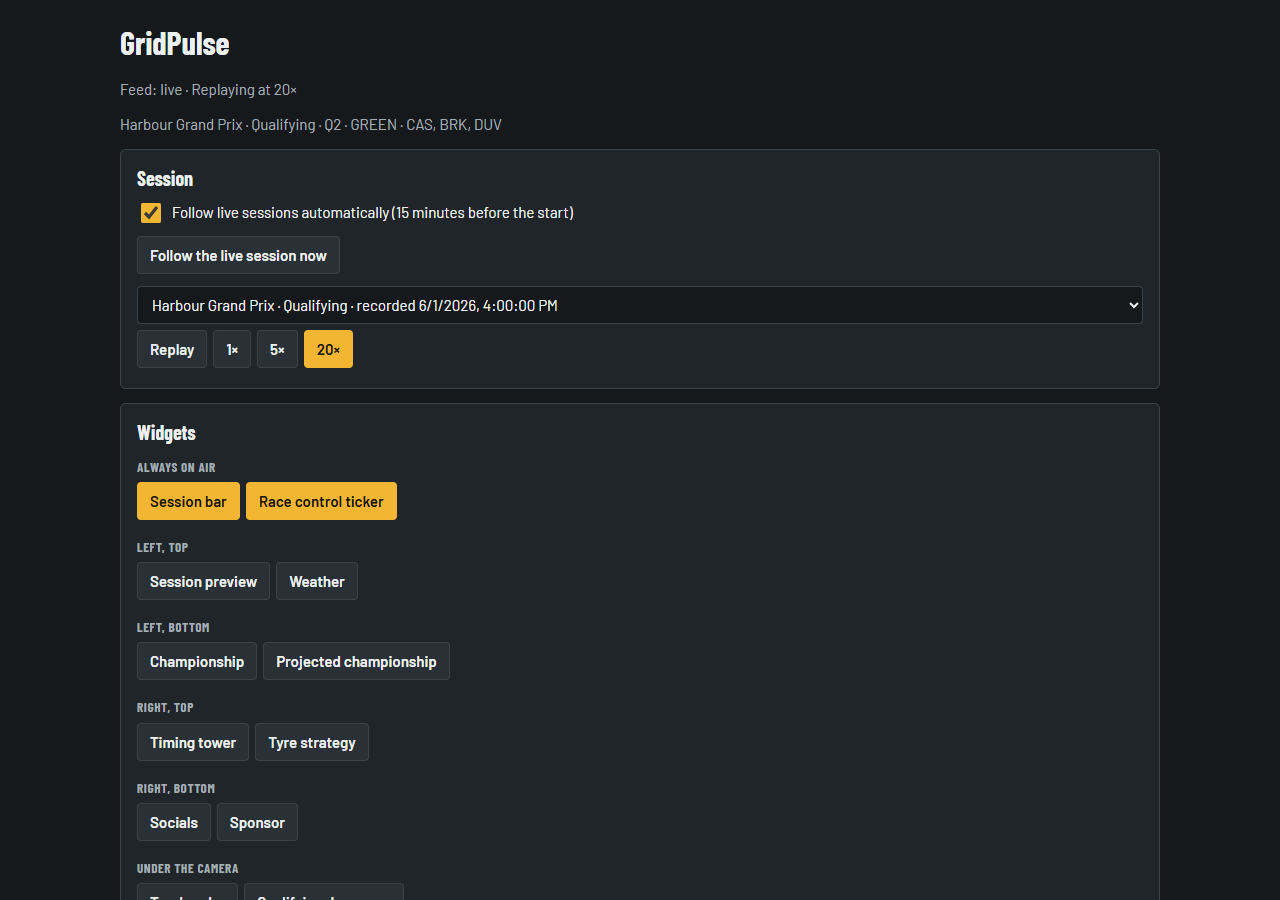 GridPulse
Feed: live · Replaying at 20×
Harbour Grand Prix · Qualifying · Q2 · GREEN · CAS, BRK, DUV
Session
Follow live sessions automatically (15 minutes before the start)
Follow the live session now
Harbour Grand Prix · Qualifying · recorded 6/1/2026, 4:00:00 PM
Replay 1× 5× 20×
Widgets
ALWAYS ON AIR
Session bar Race control ticker
LEFT, TOP
Session preview Weather
LEFT, BOTTOM
Championship Projected championship
RIGHT, TOP
Timing tower Tyre strategy
RIGHT, BOTTOM
Socials Sponsor
UNDER THE CAMERA